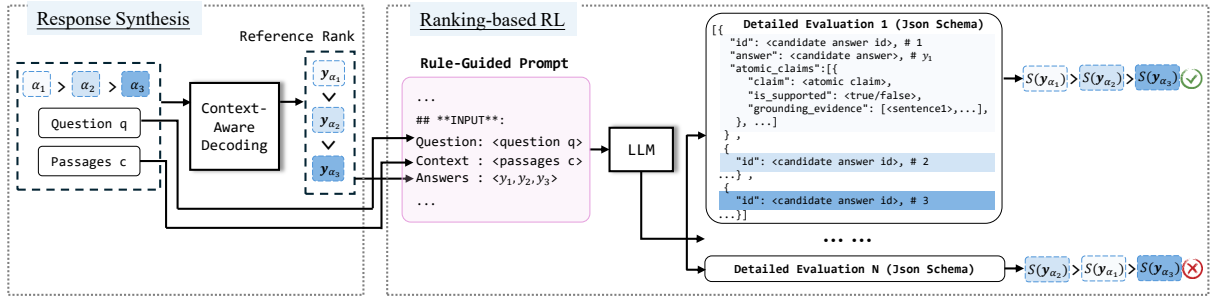 Response Synthesis
Reference Rank
α₁ > α₂ > α₃
Question q
Passages c
Context-
Aware
Decoding
𝒚α₁
>
𝒚α₂
>
𝒚α₃
Ranking-based RL
Rule-Guided Prompt
...
## **INPUT**:
Question: <question q>
Context : <passages c>
Answers : <y₁, y₂, y₃>
...
LLM
Detailed Evaluation 1 (Json Schema)
[{
"id": <candidate answer id>, # 1
"answer": <candidate answer>, # y₁
"atomic_claims":[{
"claim": <atomic claim>,
"is_supported": <true/false>,
"grounding_evidence": [<sentence1>,...],
}, ...]
} ,
{
"id": <candidate answer id>, # 2
...} ,
{
"id": <candidate answer id>, # 3
...}]
... ...
Detailed Evaluation N (Json Schema)
S(𝒚α₁) > S(𝒚α₂) > S(𝒚α₃)
S(𝒚α₂) > S(𝒚α₁) > S(𝒚α₃)